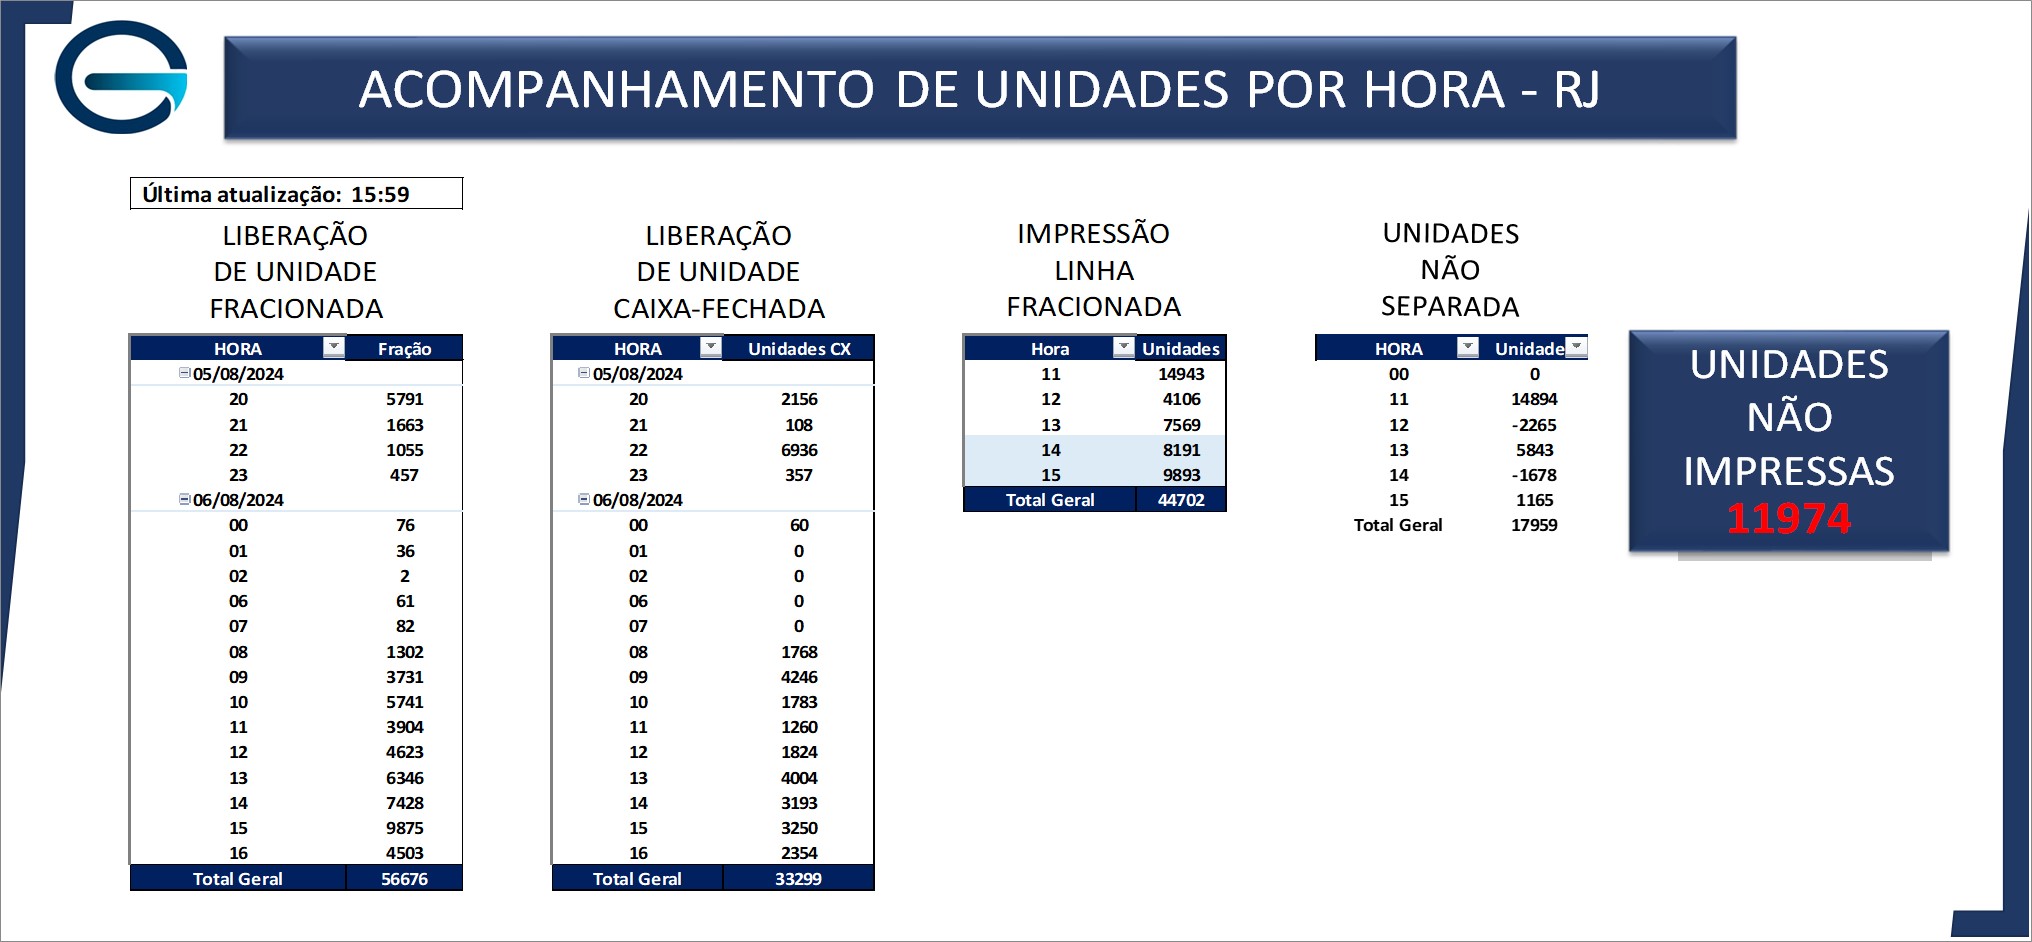 ACOMPANHAMENTO DE UNIDADES POR HORA - RJ
Última atualização: 15:59
LIBERAÇÃO
DE UNIDADE
FRACIONADA
HORA Fração
05/08/2024
20 5791
21 1663
22 1055
23 457
06/08/2024
00 76
01 36
02 2
06 61
07 82
08 1302
09 3731
10 5741
11 3904
12 4623
13 6346
14 7428
15 9875
16 4503
Total Geral 56676
LIBERAÇÃO
DE UNIDADE
CAIXA-FECHADA
HORA Unidades CX
05/08/2024
20 2156
21 108
22 6936
23 357
06/08/2024
00 60
01 0
02 0
06 0
07 0
08 1768
09 4246
10 1783
11 1260
12 1824
13 4004
14 3193
15 3250
16 2354
Total Geral 33299
IMPRESSÃO
LINHA
FRACIONADA
Hora Unidades
11 14943
12 4106
13 7569
14 8191
15 9893
Total Geral 44702
UNIDADES
NÃO
SEPARADA
HORA Unidade
00 0
11 14894
12 -2265
13 5843
14 -1678
15 1165
Total Geral 17959
UNIDADES
NÃO
IMPRESSAS
11974